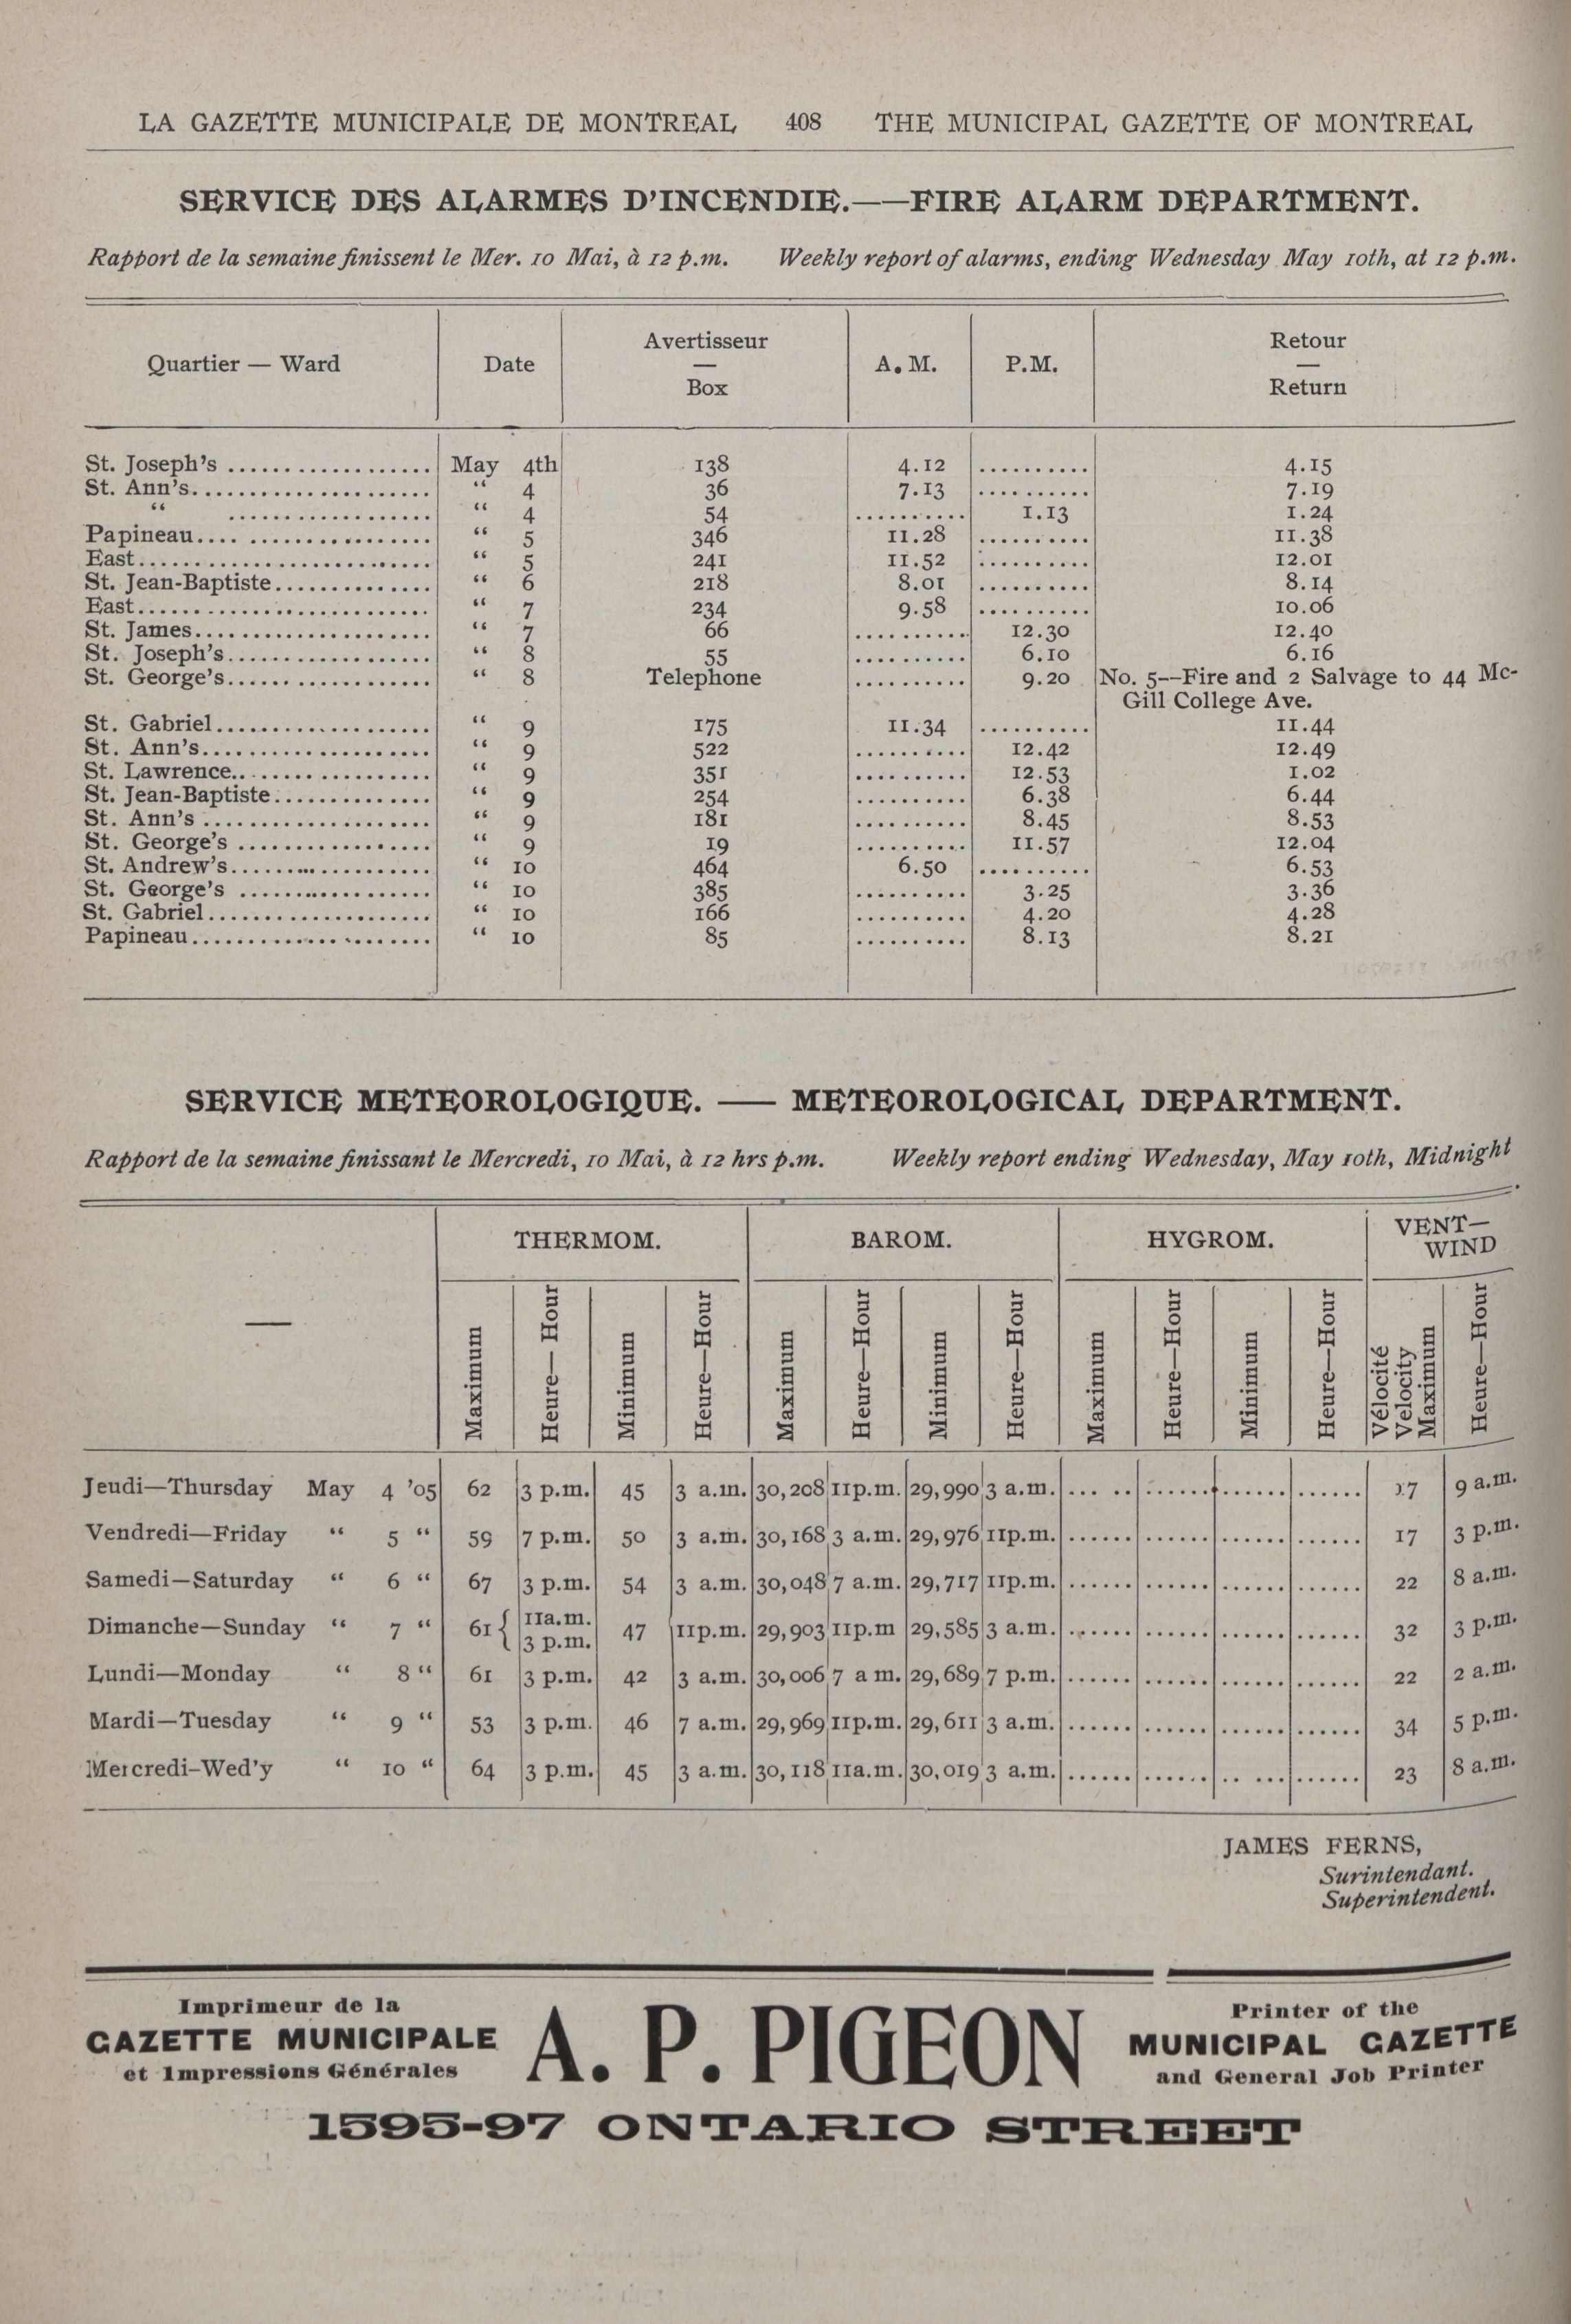 LA GAZETTE MUNICIPALE DE MONTREAL 408 THE MUNICIPAL GAZETTE OF MONTREAL
SERVICE DES ALARMES D'INCENDIE.——FIRE ALARM DEPARTMENT.
Rapport de la semaine finissent le Mer. 10 Mai, à 12 p.m. Weekly report of alarms, ending Wednesday May 10th, at 12 p.m.
Quartier — Ward Date Avertisseur — Box A.M. P.M. Retour — Return
St. Joseph's .................. May 4th 138 4.12 .......... 4.15
St. Ann's..................... “ 4 36 7.13 .......... 7.19
“ .................. “ 4 54 .......... 1.13 1.24
Papineau.... ................ “ 5 346 11.28 .......... 11.38
East.......................... “ 5 241 11.52 .......... 12.01
St. Jean-Baptiste.............. “ 6 218 8.01 .......... 8.14
East.......................... “ 7 234 9.58 .......... 10.06
St. James..................... “ 7 66 .......... 12.30 12.40
St. Joseph's.................. “ 8 55 .......... 6.10 6.16
St. George's.................. “ 8 Telephone .......... 9.20 No. 5--Fire and 2 Salvage to 44 Mc-
Gill College Ave.
St. Gabriel................... “ 9 175 11.34 .......... 11.44
St. Ann's.................... “ 9 522 .......... 12.42 12.49
St. Lawrence.................. “ 9 351 .......... 12.53 1.02
St. Jean-Baptiste.............. “ 9 254 .......... 6.38 6.44
St. Ann's .................... “ 9 181 .......... 8.45 8.53
St. George's ................. “ 9 19 .......... 11.57 12.04
St. Andrew's.................. “ 10 464 6.50 .......... 6.53
St. George's ................. “ 10 385 .......... 3.25 3.36
St. Gabriel.................... “ 10 166 .......... 4.20 4.28
Papineau...................... “ 10 85 .......... 8.13 8.21
SERVICE METEOROLOGIQUE. —— METEOROLOGICAL DEPARTMENT.
Rapport de la semaine finissant le Mercredi, 10 Mai, à 12 hrs p.m. Weekly report ending Wednesday, May 10th, Midnight
— THERMOM. BAROM. HYGROM. VENT—WIND
Maximum Heure—Hour Minimum Heure—Hour Maximum Heure—Hour Minimum Heure—Hour Maximum Heure—Hour Minimum Heure—Hour Vélocité Velocity Maximum Heure—Hour
Jeudi—Thursday May 4 '05 62 3 p.m. 45 3 a.m. 30,208 11p.m. 29,990 3 a.m. ... .. ...... ...... ...... 17 9 a.m.
Vendredi—Friday “ 5 “ 59 7 p.m. 50 3 a.m. 30,168 3 a.m. 29,976 11p.m. ...... ...... ...... ...... 17 3 p.m.
Samedi—Saturday “ 6 “ 67 3 p.m. 54 3 a.m. 30,048 7 a.m. 29,717 11p.m. ...... ...... ...... ...... 22 8 a.m.
Dimanche—Sunday “ 7 “ 61 { 11a.m. 3 p.m. 47 11p.m. 29,903 11p.m 29,585 3 a.m. ...... ...... ...... ...... 32 3 p.m.
Lundi—Monday “ 8 “ 61 3 p.m. 42 3 a.m. 30,006 7 a m. 29,689 7 p.m. ...... ...... ...... ...... 22 2 a.m.
Mardi—Tuesday “ 9 “ 53 3 p.m. 46 7 a.m. 29,969 11p.m. 29,611 3 a.m. ...... ...... ...... ...... 34 5 p.m.
Mercredi–Wed'y “ 10 “ 64 3 p.m. 45 3 a.m. 30,118 11a.m. 30,019 3 a.m. ...... ...... .. ... ...... 23 8 a.m.
JAMES FERNS,
Surintendant.
Superintendent.
Imprimeur de la
GAZETTE MUNICIPALE
et Impressions Générales
A. P. PIGEON
Printer of the
MUNICIPAL GAZETTE
and General Job Printer
1595-97 ONTARIO STREET